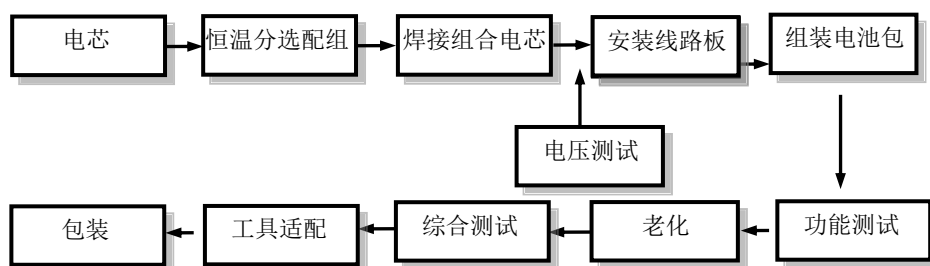 电芯
恒温分选配组
焊接组合电芯
安装线路板
组装电池包
电压测试
包装
工具适配
综合测试
老化
功能测试